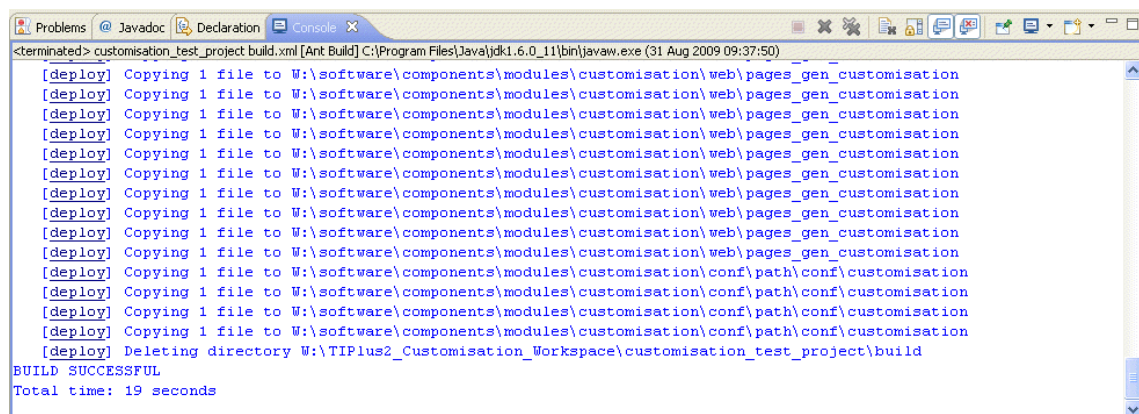 Problems @ Javadoc Declaration Console
<terminated> customisation_test_project build.xml [Ant Build] C:\Program Files\Java\jdk1.6.0_11\bin\javaw.exe (31 Aug 2009 09:37:50)
[deploy] Copying 1 file to W:\software\components\modules\customisation\web\pages_gen_customisation
[deploy] Copying 1 file to W:\software\components\modules\customisation\web\pages_gen_customisation
[deploy] Copying 1 file to W:\software\components\modules\customisation\web\pages_gen_customisation
[deploy] Copying 1 file to W:\software\components\modules\customisation\web\pages_gen_customisation
[deploy] Copying 1 file to W:\software\components\modules\customisation\web\pages_gen_customisation
[deploy] Copying 1 file to W:\software\components\modules\customisation\web\pages_gen_customisation
[deploy] Copying 1 file to W:\software\components\modules\customisation\web\pages_gen_customisation
[deploy] Copying 1 file to W:\software\components\modules\customisation\web\pages_gen_customisation
[deploy] Copying 1 file to W:\software\components\modules\customisation\web\pages_gen_customisation
[deploy] Copying 1 file to W:\software\components\modules\customisation\web\pages_gen_customisation
[deploy] Copying 1 file to W:\software\components\modules\customisation\conf\path\conf\customisation
[deploy] Copying 1 file to W:\software\components\modules\customisation\conf\path\conf\customisation
[deploy] Copying 1 file to W:\software\components\modules\customisation\conf\path\conf\customisation
[deploy] Copying 1 file to W:\software\components\modules\customisation\conf\path\conf\customisation
[deploy] Deleting directory W:\TIPlus2_Customisation_Workspace\customisation_test_project\build
BUILD SUCCESSFUL
Total time: 19 seconds